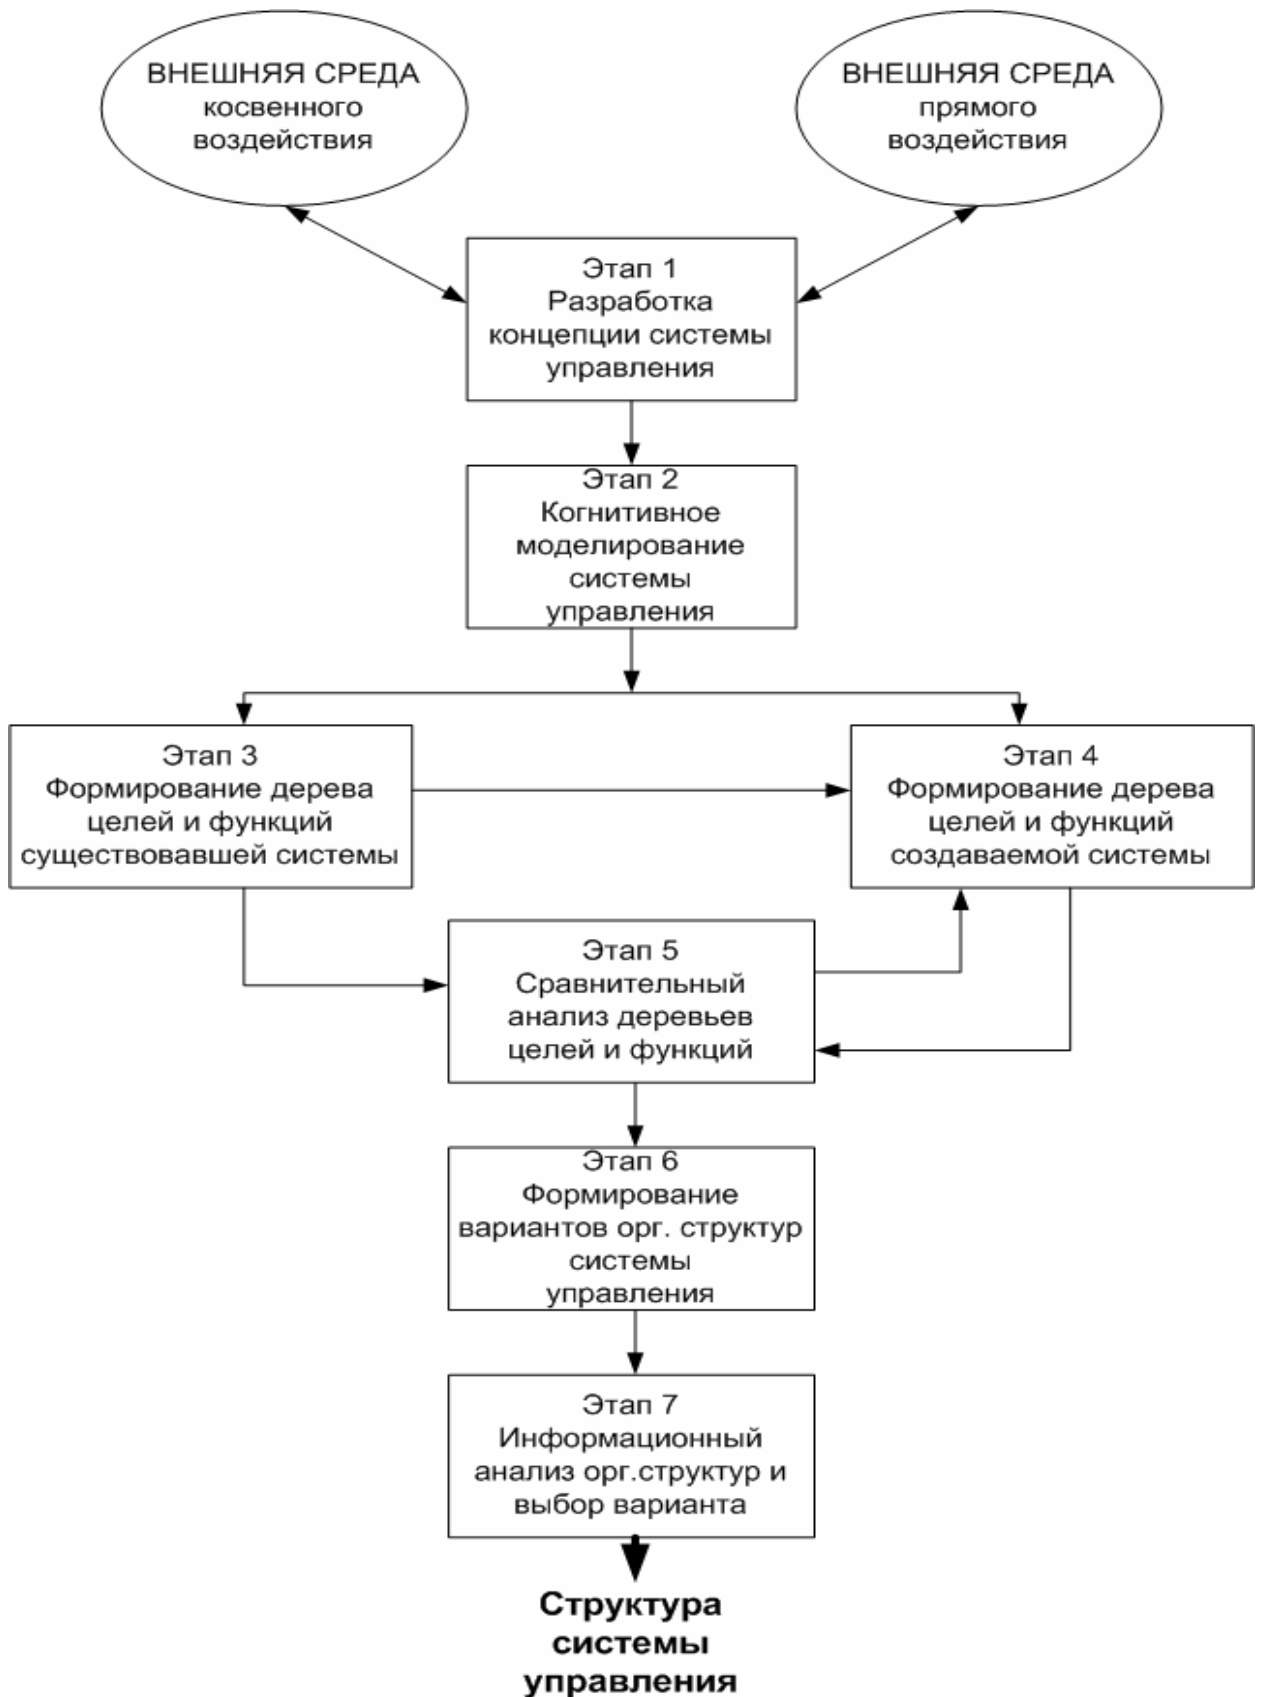 ВНЕШНЯЯ СРЕДА
косвенного
воздействия
ВНЕШНЯЯ СРЕДА
прямого
воздействия
Этап 1
Разработка
концепции системы
управления
Этап 2
Когнитивное
моделирование
системы
управления
Этап 3
Формирование дерева
целей и функций
существовавшей системы
Этап 4
Формирование дерева
целей и функций
создаваемой системы
Этап 5
Сравнительный
анализ деревьев
целей и функций
Этап 6
Формирование
вариантов орг. структур
системы
управления
Этап 7
Информационный
анализ орг.структур и
выбор варианта
Структура
системы
управления